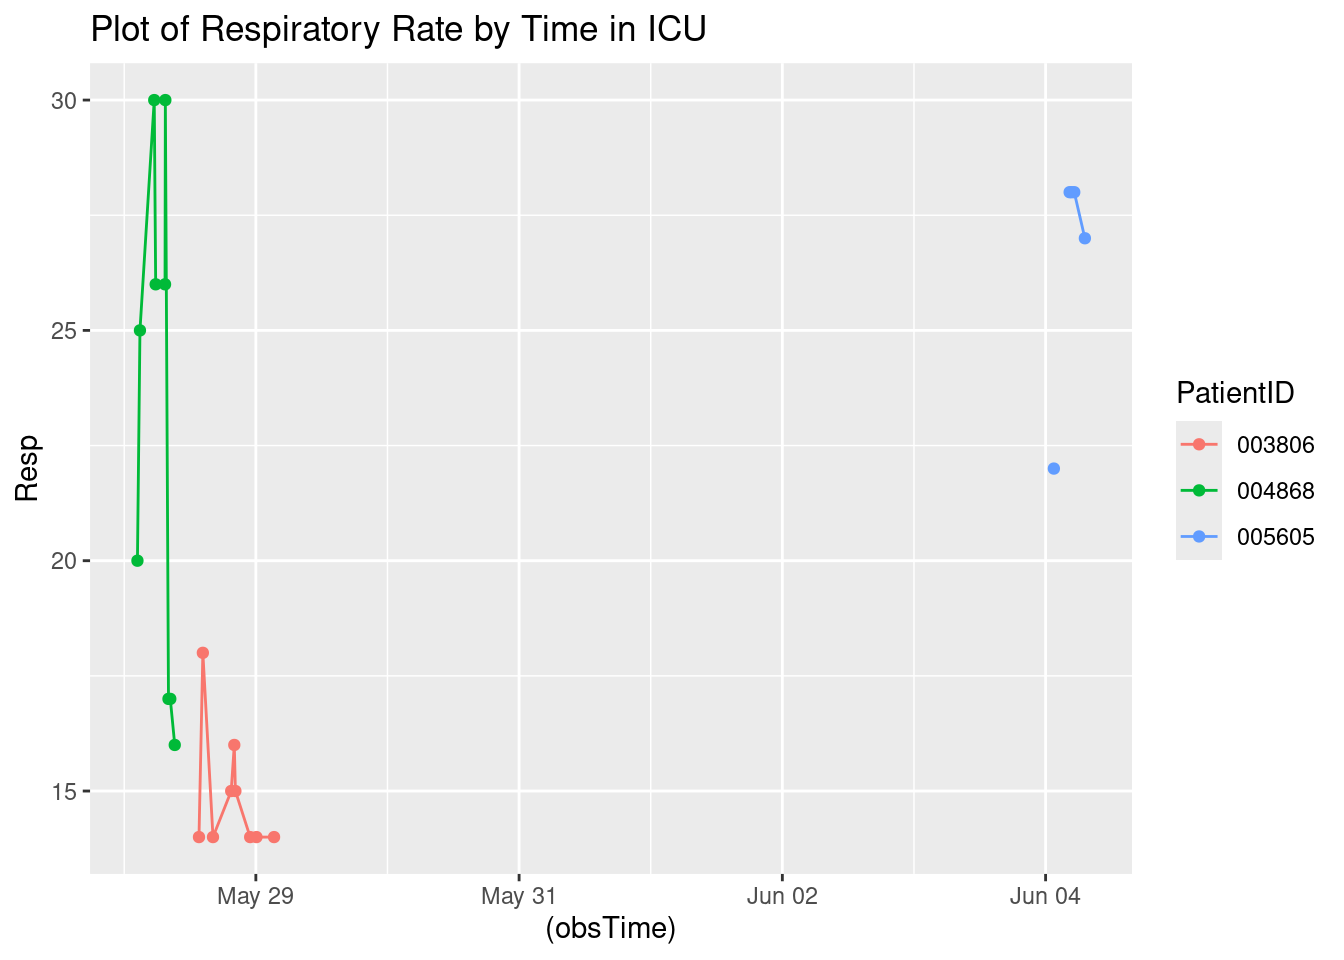 Plot of Respiratory Rate by Time in ICU
30
25
20
15
Resp
May 29
May 31
Jun 02
Jun 04
(obsTime)
PatientID
003806
004868
005605